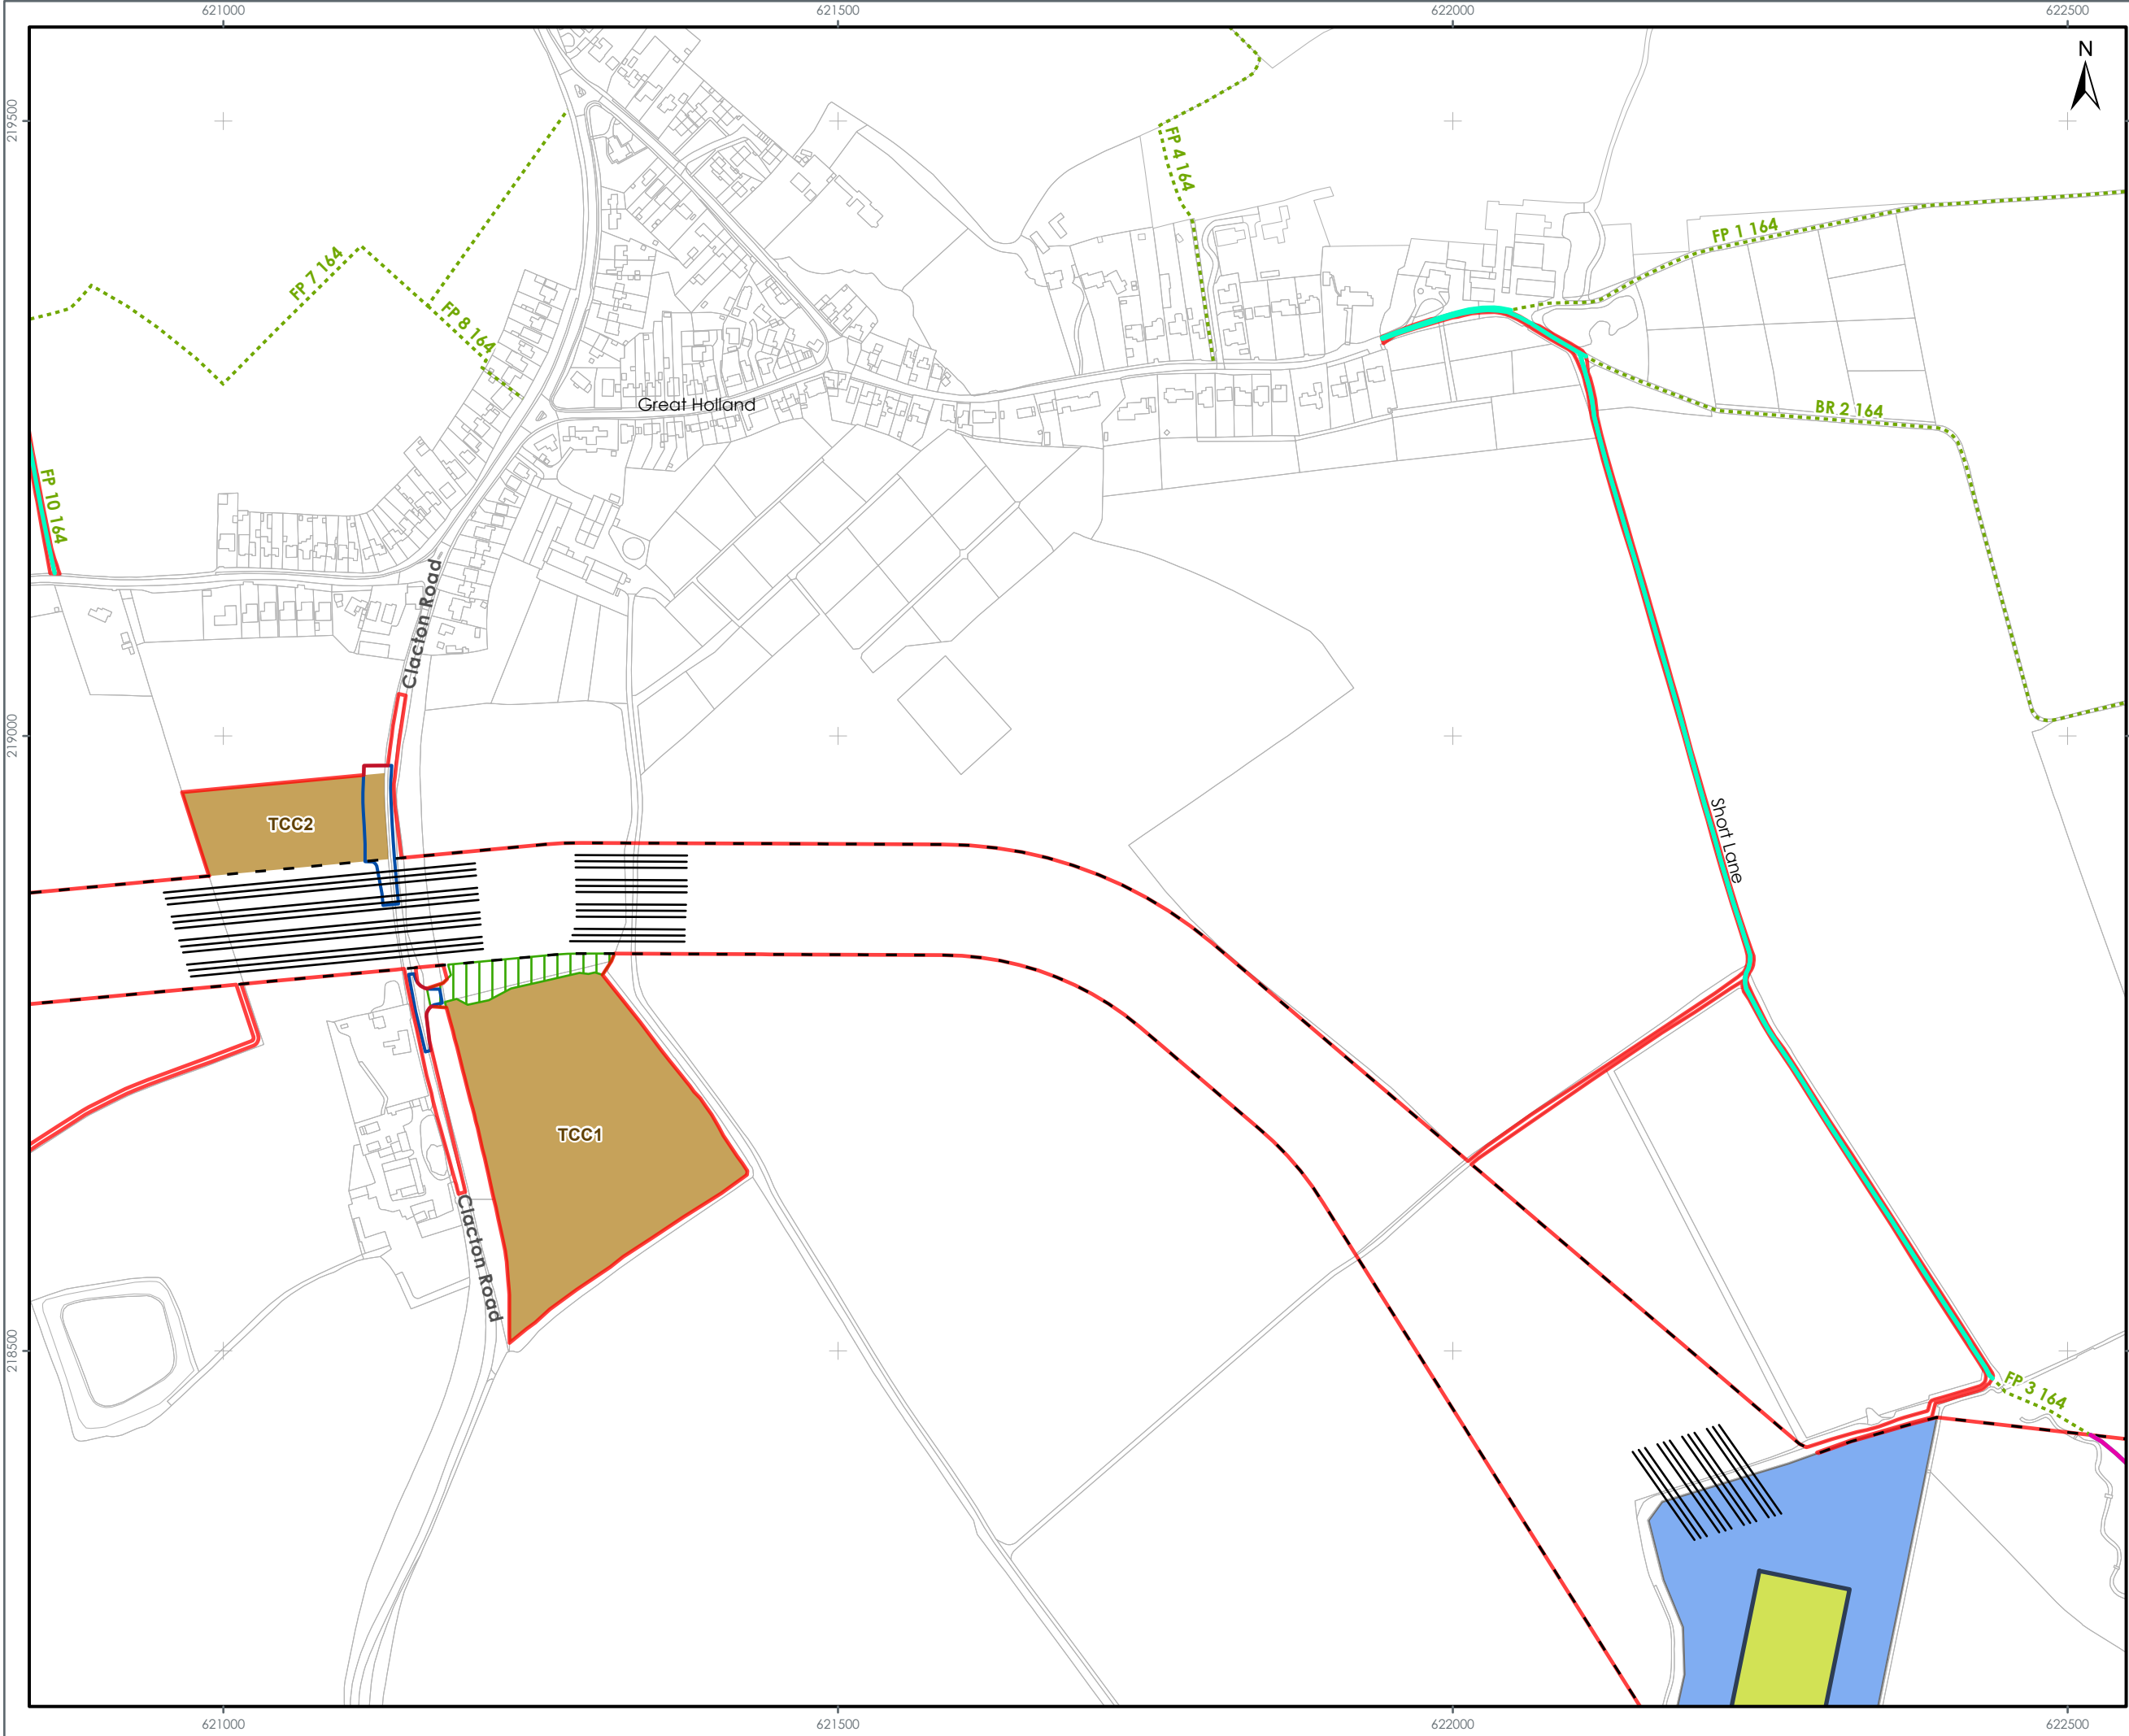 621000
621500
622000
622500
N
219500
FP 4 164
FP 1 164
FP 7 164
FP 8 164
Great Holland
BR 2 164
FP 10 164
Clacton Road
219000
TCC2
Short Lane
TCC1
Clacton Road
218500
FP 3 164
621000
621500
622000
622500